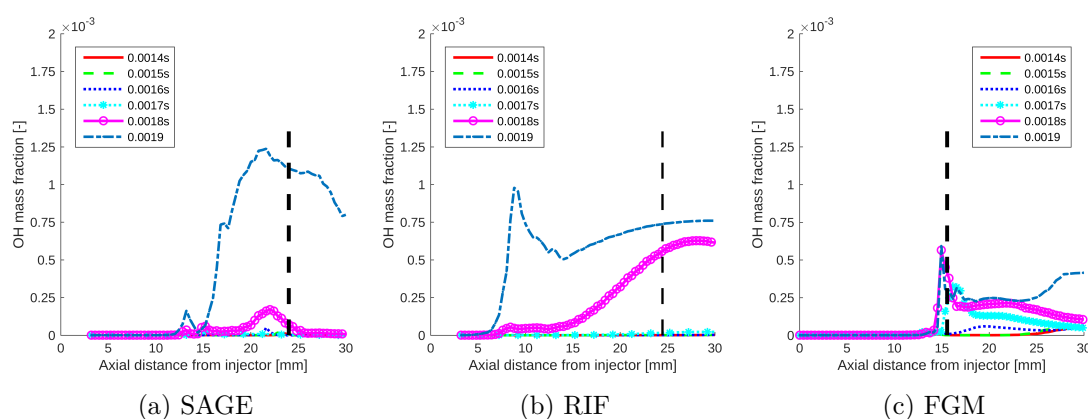 ×10⁻³
2
1.75
1.5
1.25
1
0.75
0.5
0.25
0
OH mass fraction [-]
0.0014s
0.0015s
0.0016s
0.0017s
0.0018s
0.0019
0 5 10 15 20 25 30
Axial distance from injector [mm]
(a) SAGE
×10⁻³
2
1.75
1.5
1.25
1
0.75
0.5
0.25
0
OH mass fraction [-]
0.0014s
0.0015s
0.0016s
0.0017s
0.0018s
0.0019
0 5 10 15 20 25 30
Axial distance from injector [mm]
(b) RIF
×10⁻³
2
1.75
1.5
1.25
1
0.75
0.5
0.25
0
OH mass fraction [-]
0.0014s
0.0015s
0.0016s
0.0017s
0.0018s
0.0019
0 5 10 15 20 25 30
Axial distance from injector [mm]
(c) FGM